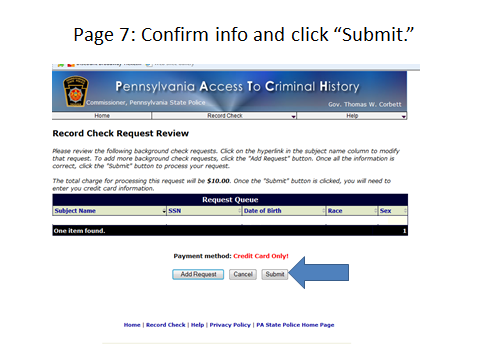 Page 7: Confirm info and click “Submit.”
Pennsylvania Access To Criminal History
Commissioner, Pennsylvania State Police
Gov. Thomas W. Corbett
Home Record Check Help
Record Check Request Review
Please review the following background check requests. Click on the hyperlink in the subject name column to modify
that request. To add more background check requests, click the "Add Request" button. Once all the information is
correct, click the "Submit" button to process your request.
The total charge for processing this request will be $10.00. Once the "Submit" button is clicked, you will need to
enter you credit card information.
Request Queue
Subject Name SSN Date of Birth Race Sex
One item found. 1
Payment method: Credit Card Only!
Add Request Cancel Submit
Home | Record Check | Help | Privacy Policy | PA State Police Home Page